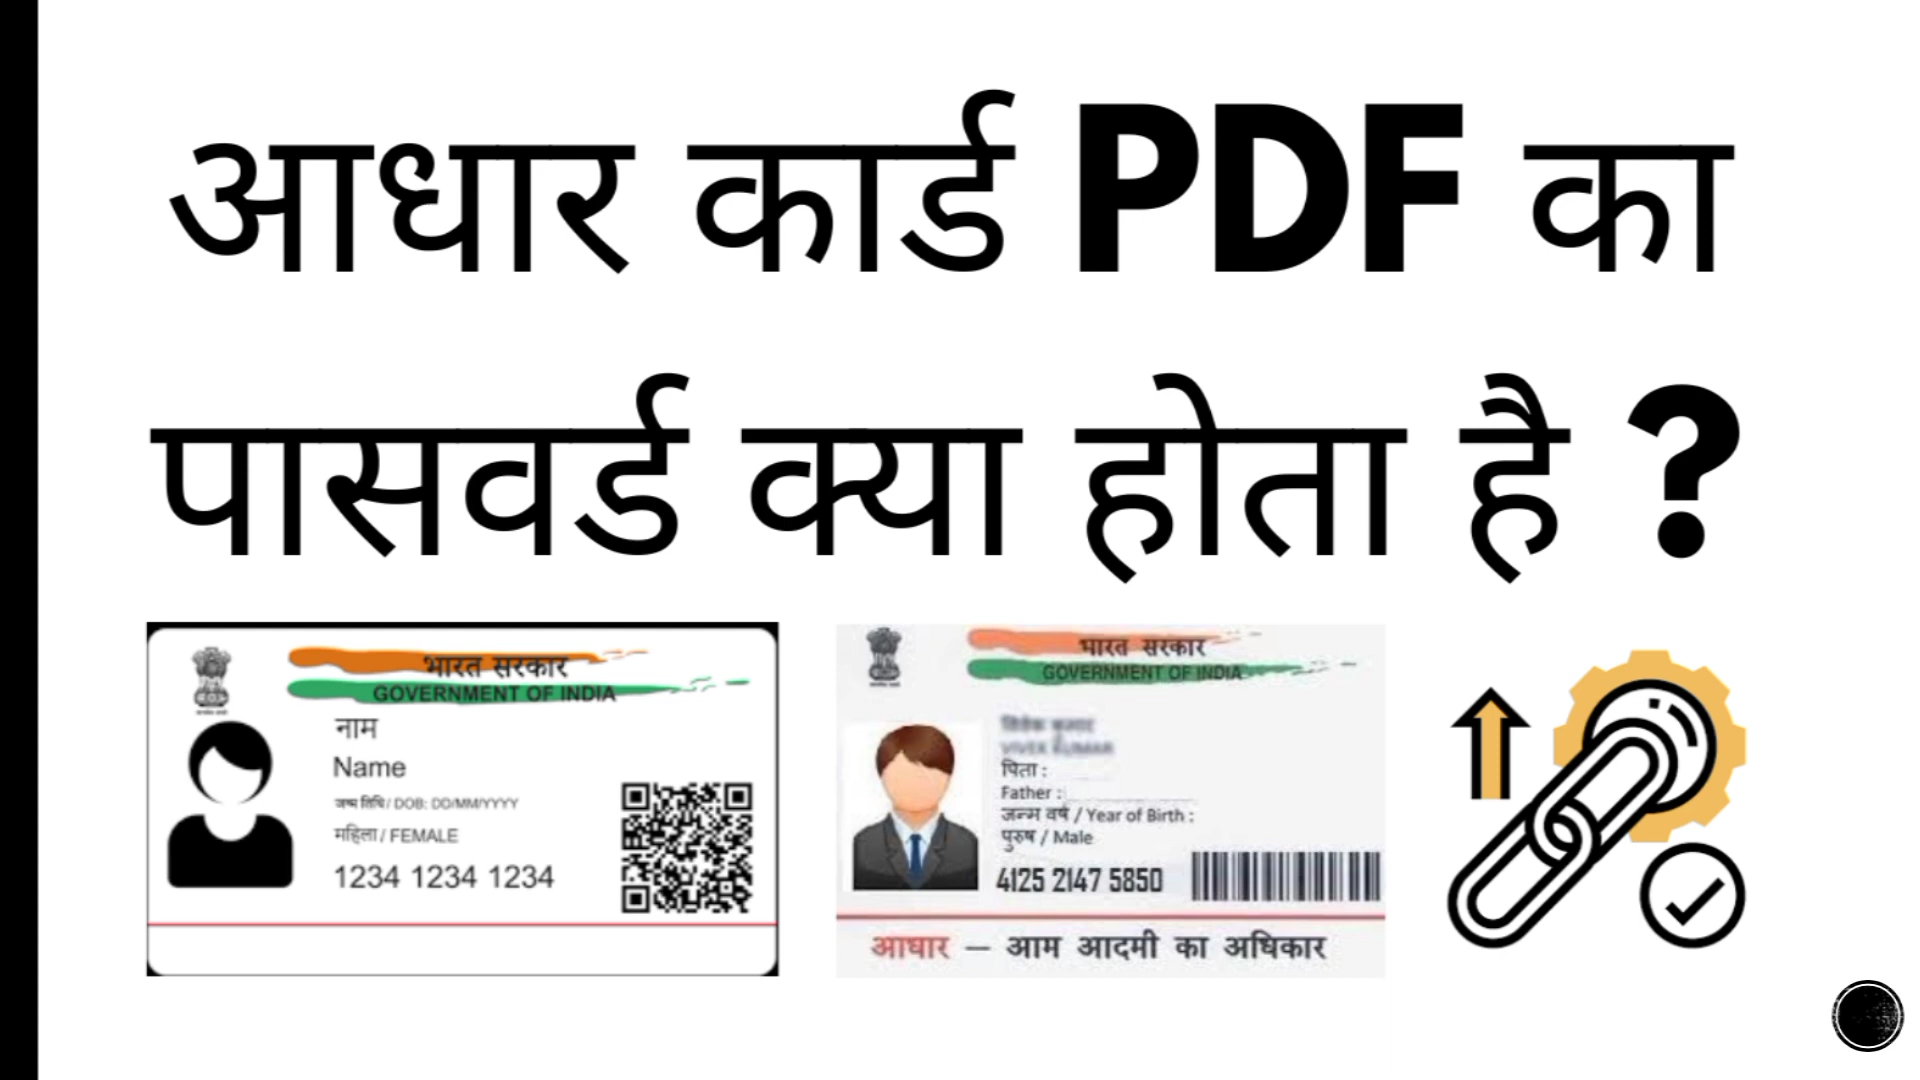 आधार कार्ड PDF का
पासवर्ड क्या होता है ?
भारत सरकार
GOVERNMENT OF INDIA
नाम
Name
जन्म तिथि / DOB: DD/MM/YYYY
महिला / FEMALE
1234 1234 1234
भारत सरकार
GOVERNMENT OF INDIA
VIVEK KUMAR
पिता :
Father :
जन्म वर्ष / Year of Birth :
पुरुष / Male
4125 2147 5850
आधार – आम आदमी का अधिकार